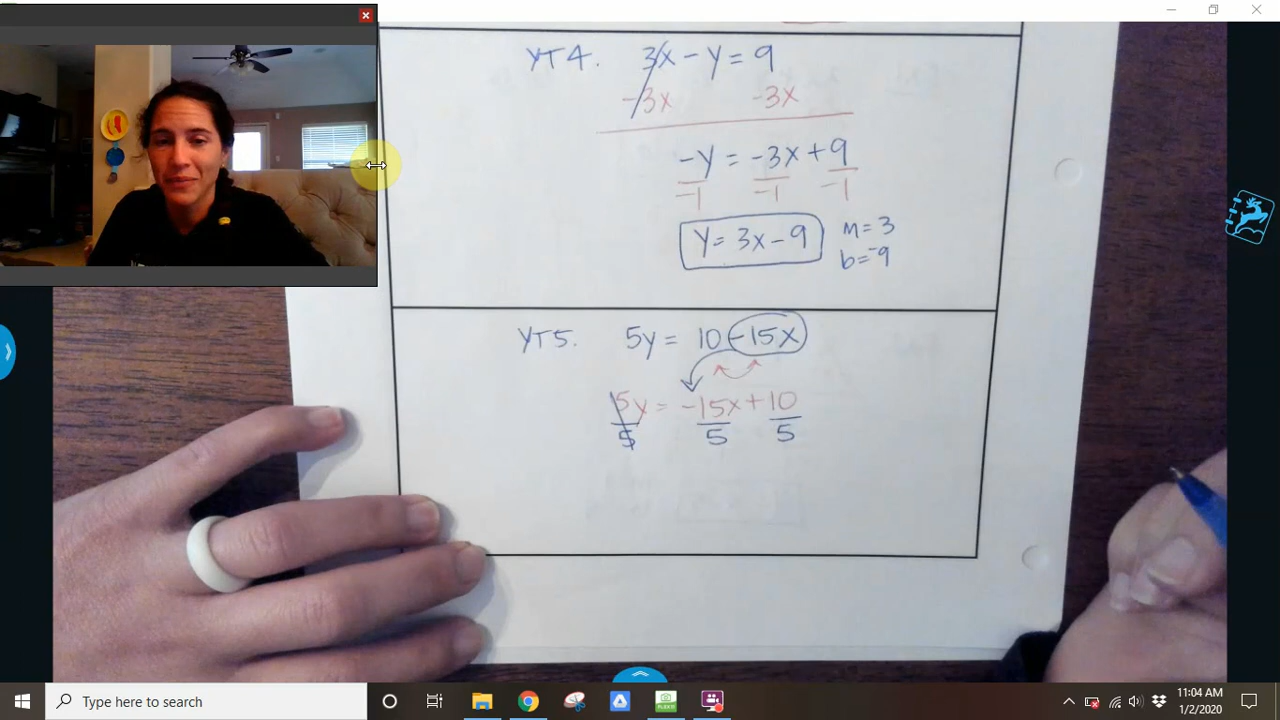 YT4. 3x - y = 9
-3x -3x
-y = -3x + 9
-1 -1 -1
y = 3x - 9 m = 3
b = -9
YT5. 5y = 10 - 15x
5y = -15x + 10
5 5 5
Type here to search
11:04 AM
1/2/2020